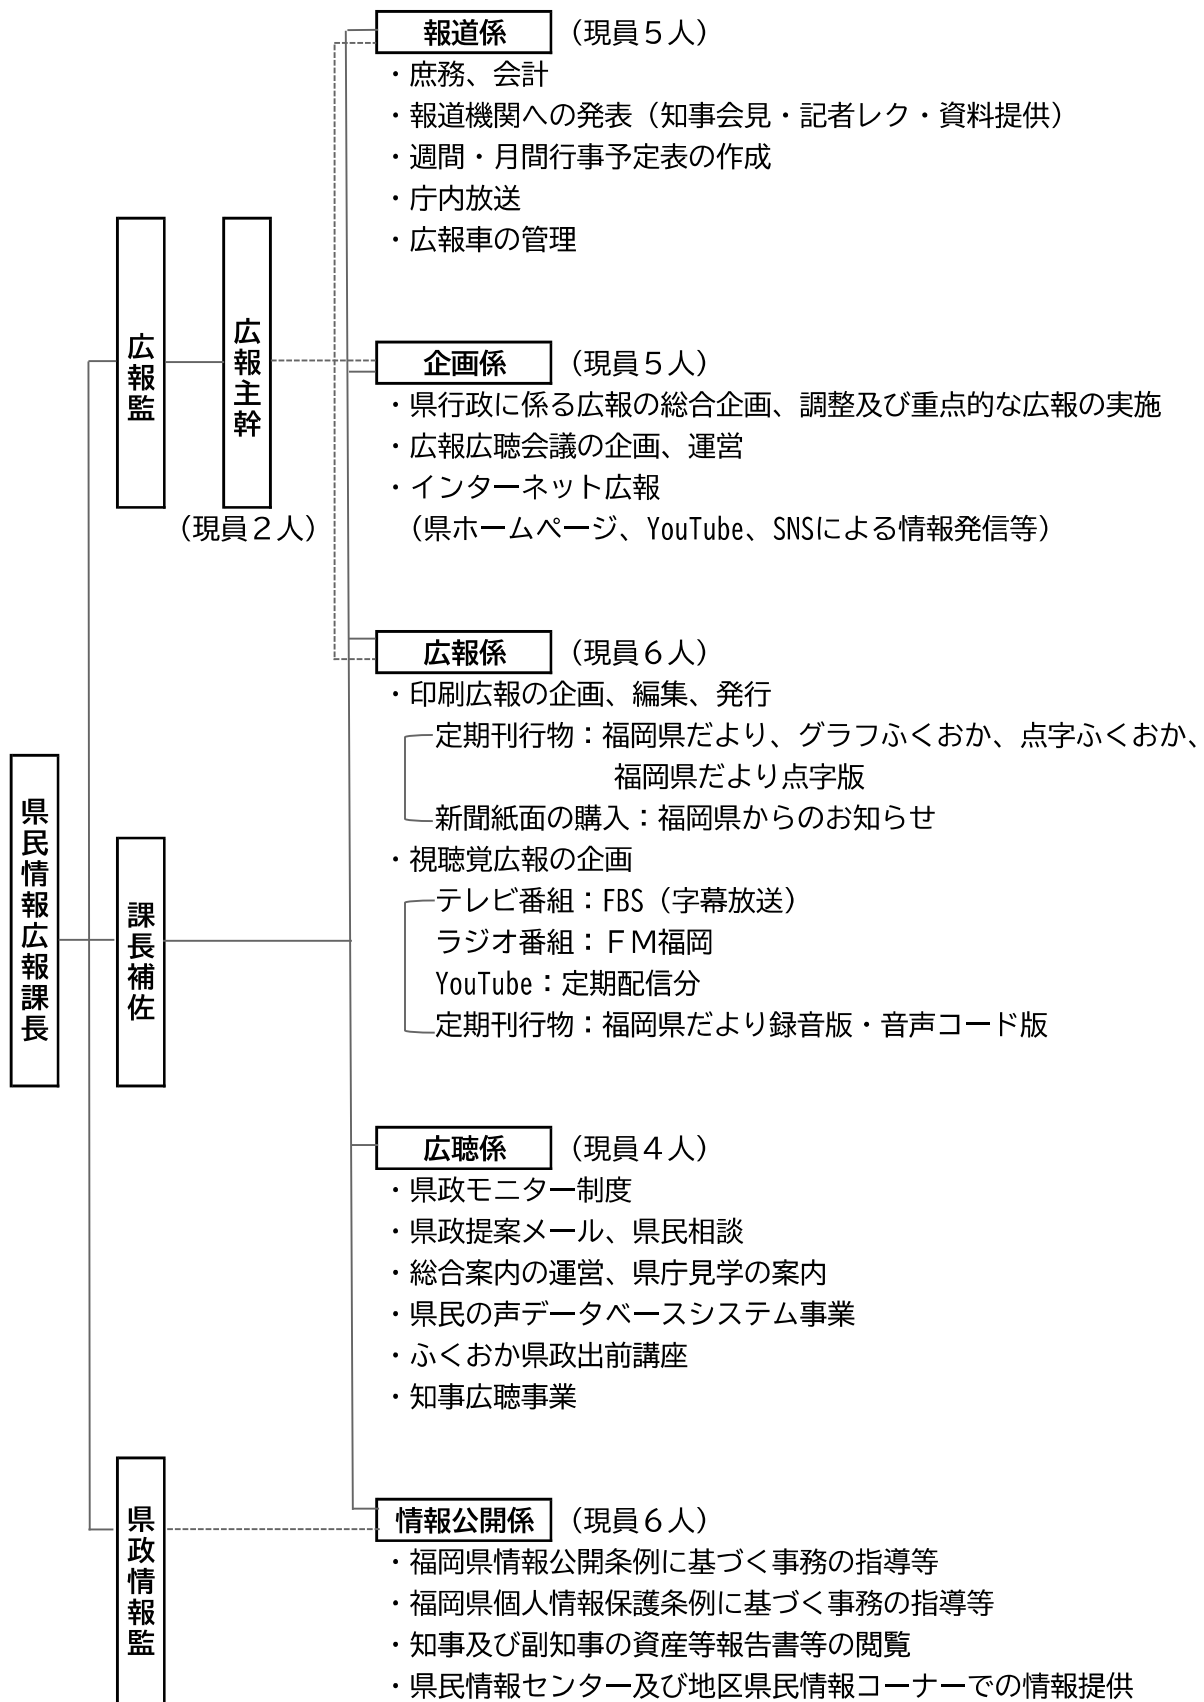 県民情報広報課長
広報監
広報主幹
（現員２人）
課長補佐
県政情報監
報道係（現員５人）
・庶務、会計
・報道機関への発表（知事会見・記者レク・資料提供）
・週間・月間行事予定表の作成
・庁内放送
・広報車の管理
企画係（現員５人）
・県行政に係る広報の総合企画、調整及び重点的な広報の実施
・広報広聴会議の企画、運営
・インターネット広報
（県ホームページ、YouTube、SNSによる情報発信等）
広報係（現員６人）
・印刷広報の企画、編集、発行
定期刊行物：福岡県だより、グラフふくおか、点字ふくおか、
福岡県だより点字版
新聞紙面の購入：福岡県からのお知らせ
・視聴覚広報の企画
テレビ番組：FBS（字幕放送）
ラジオ番組：ＦＭ福岡
YouTube：定期配信分
定期刊行物：福岡県だより録音版・音声コード版
広聴係（現員４人）
・県政モニター制度
・県政提案メール、県民相談
・総合案内の運営、県庁見学の案内
・県民の声データベースシステム事業
・ふくおか県政出前講座
・知事広聴事業
情報公開係（現員６人）
・福岡県情報公開条例に基づく事務の指導等
・福岡県個人情報保護条例に基づく事務の指導等
・知事及び副知事の資産等報告書等の閲覧
・県民情報センター及び地区県民情報コーナーでの情報提供